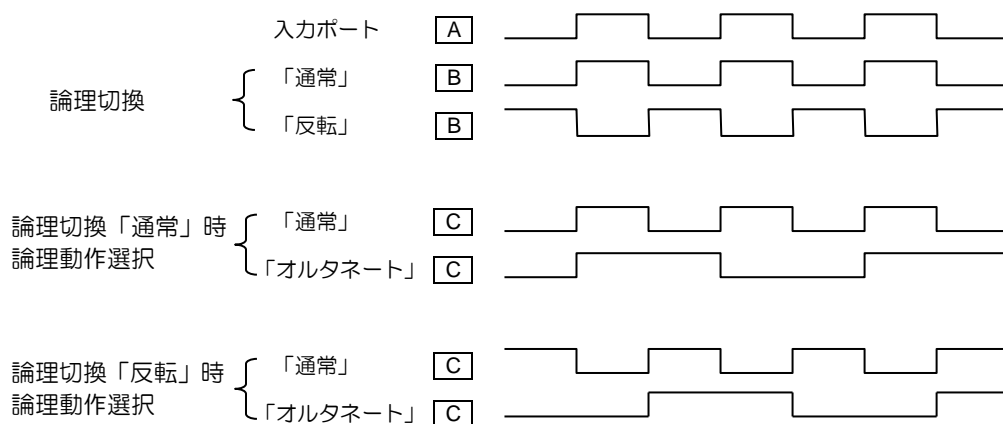 入力ポート A
論理切換 「通常」 B
「反転」 B
論理切換「通常」時
論理動作選択
「通常」 C
「オルタネート」 C
論理切換「反転」時
論理動作選択
「通常」 C
「オルタネート」 C